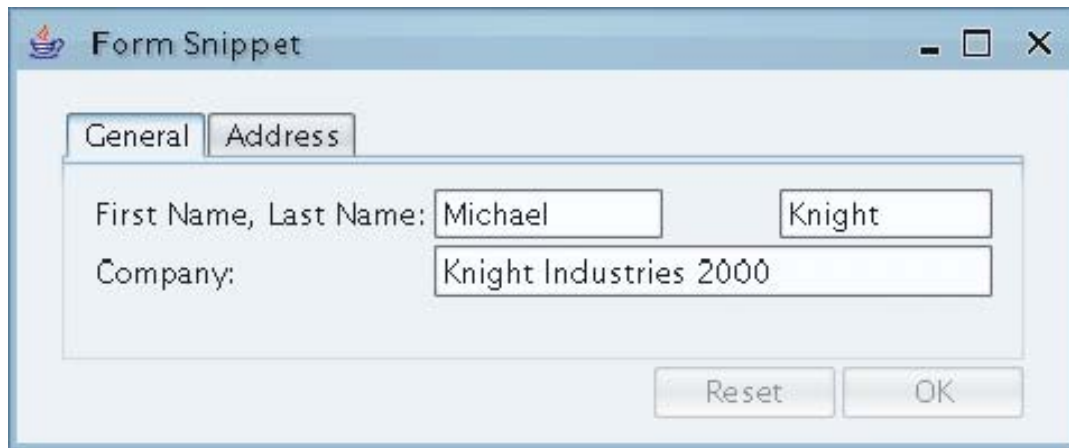 Form Snippet
General Address
First Name, Last Name: Michael Knight
Company: Knight Industries 2000
Reset OK